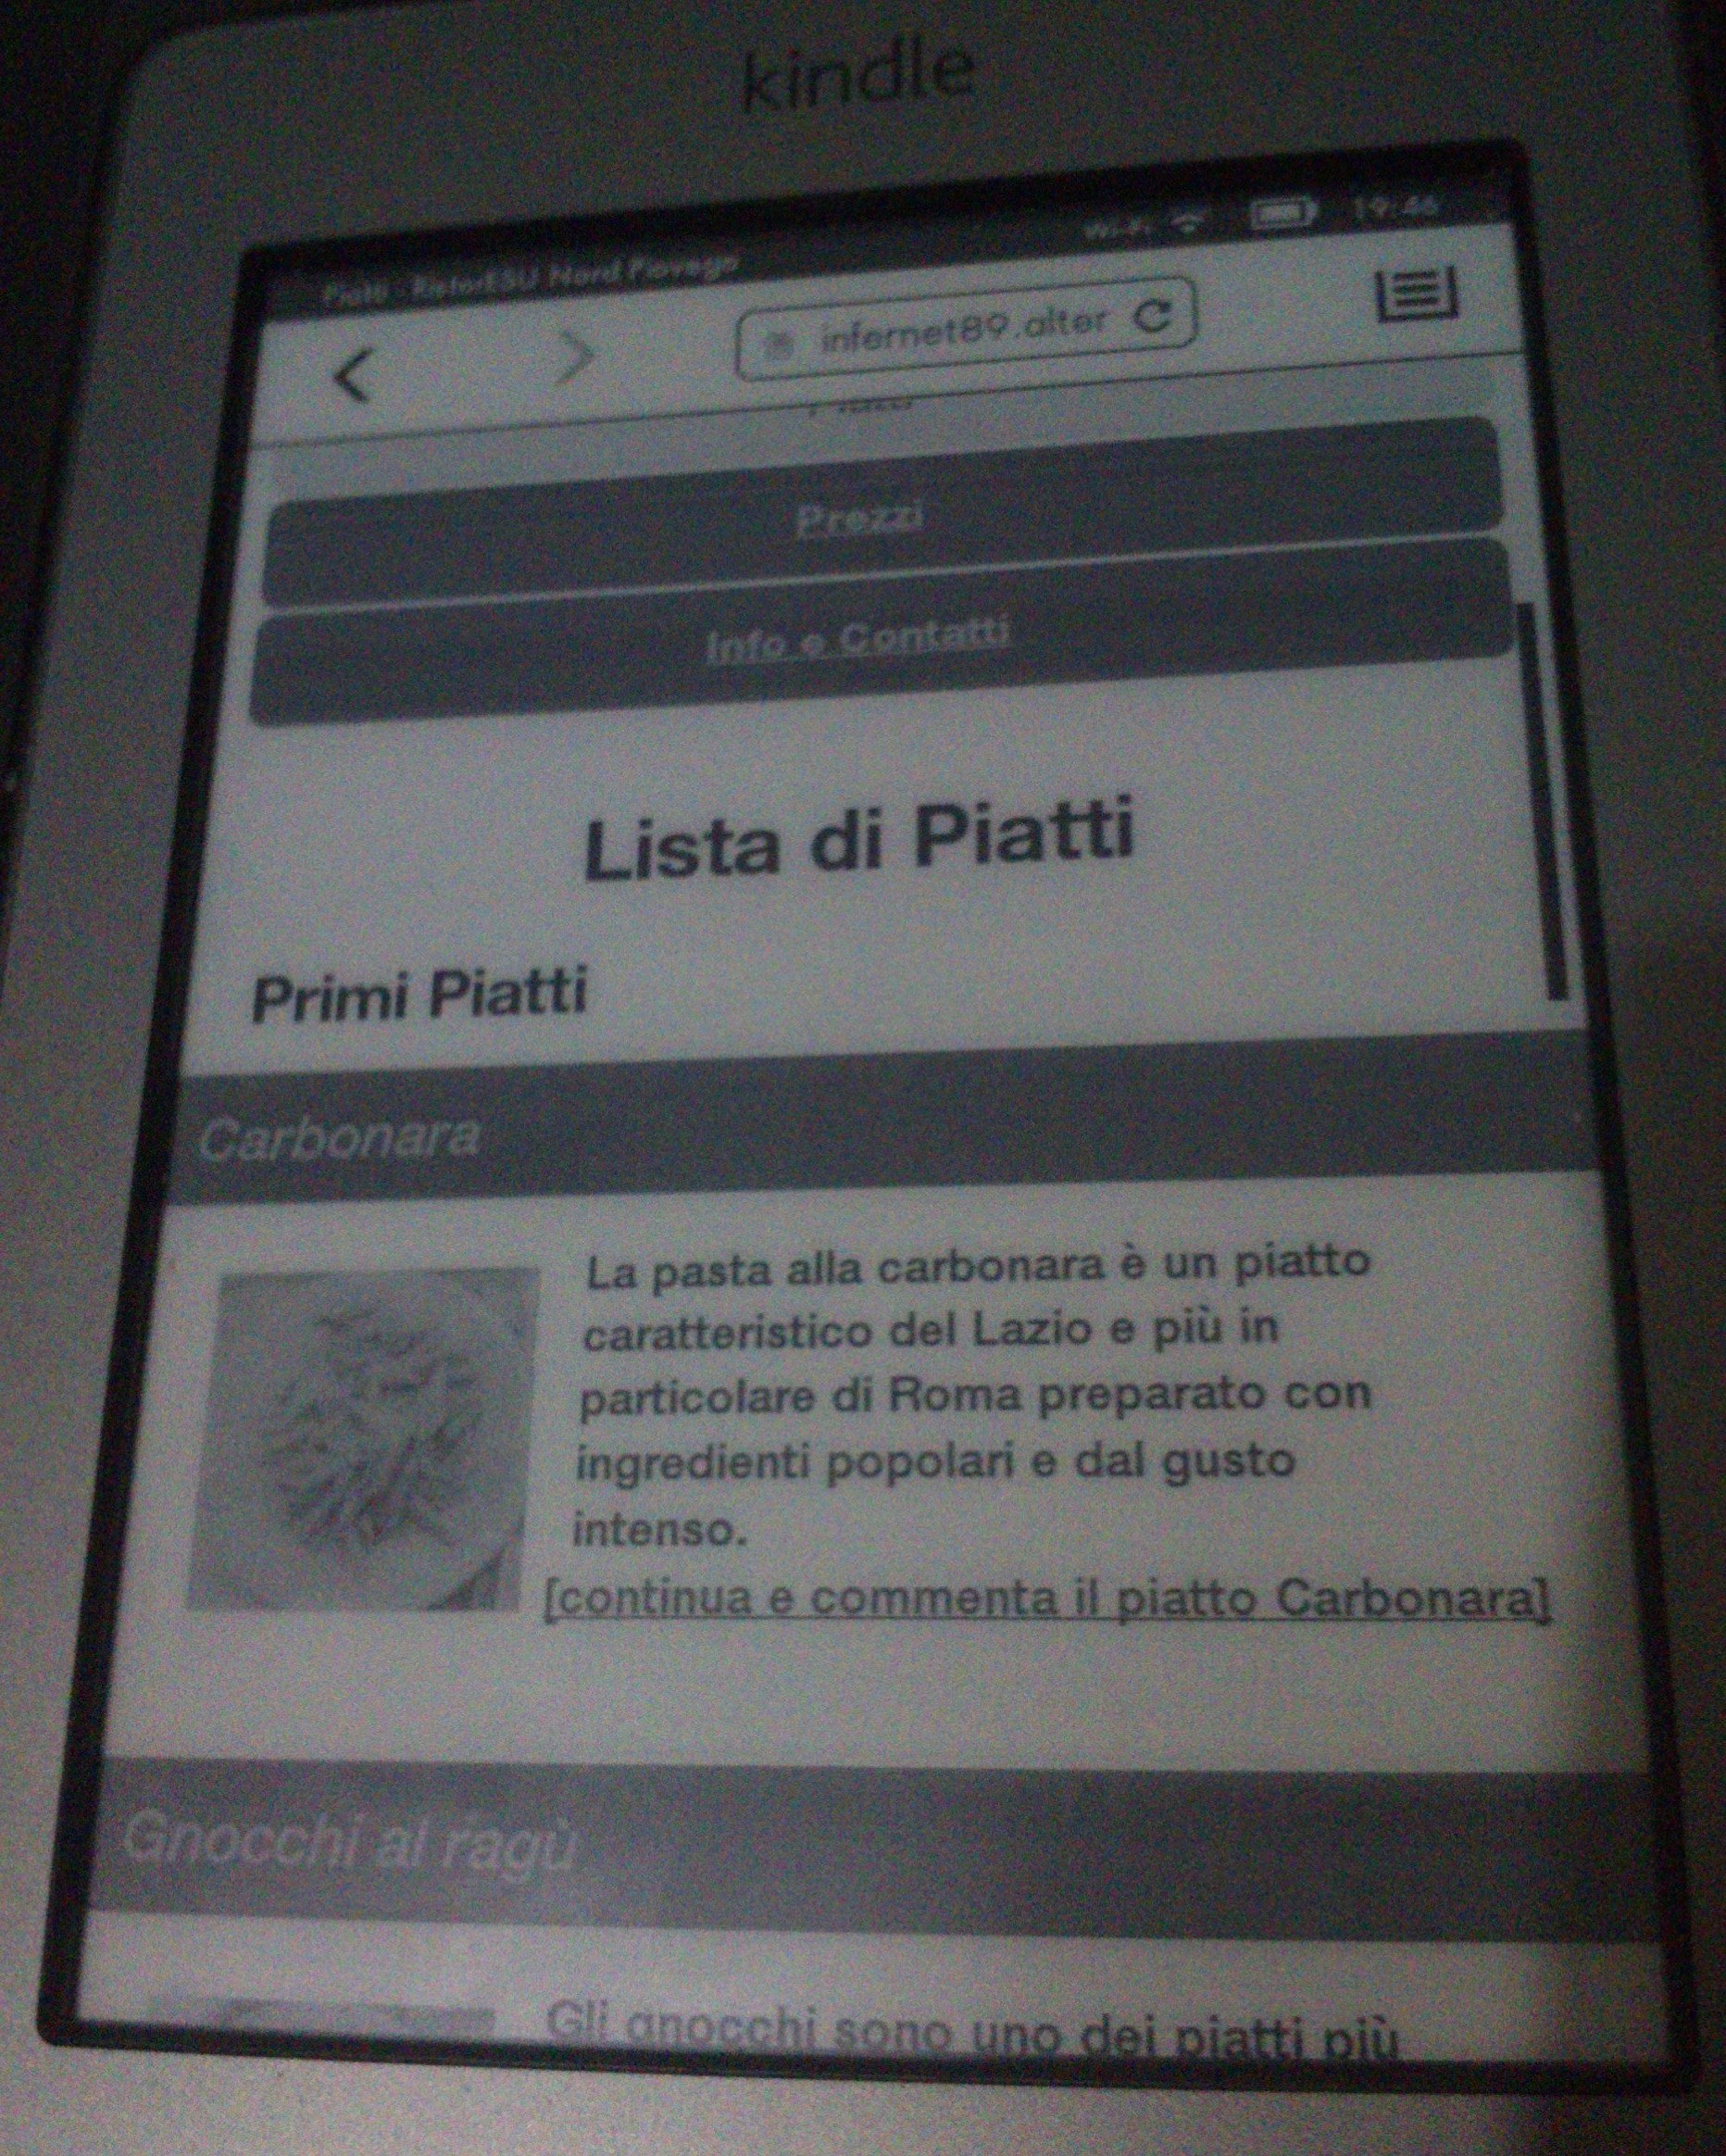 kindle
Piatti - RistorESU Nord Piovego
Wi-Fi 19:46
infernet89.alter
Prezzi
Info e Contatti
Lista di Piatti
Primi Piatti
Carbonara
La pasta alla carbonara è un piatto
caratteristico del Lazio e più in
particolare di Roma preparato con
ingredienti popolari e dal gusto
intenso.
[continua e commenta il piatto Carbonara]
Gnocchi al ragù
Gli gnocchi sono uno dei piatti più